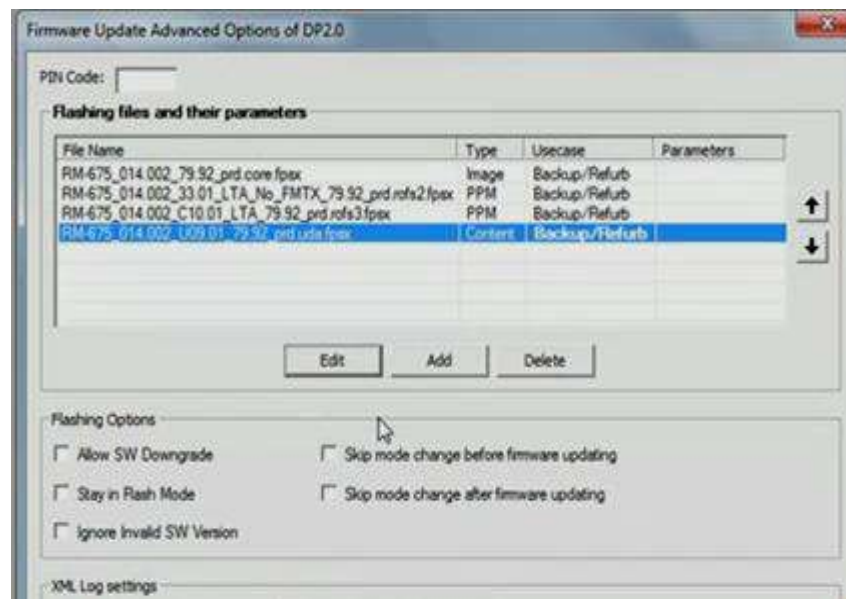 Firmware Update Advanced Options of DP2.0
PIN Code:
Flashing files and their parameters
File Name Type Usecase Parameters
RM-675_014.002_79.92_prd.core.fpsx Image Backup/Refurb
RM-675_014.002_33.01_LTA_No_FMTX_79.92_prd.rofs2.fpsx PPM Backup/Refurb
RM-675_014.002_C10.01_LTA_79.92_prd.rofs3.fpsx PPM Backup/Refurb
RM-675_014.002_U09.01_79.92_prd.uda.fpsx Content Backup/Refurb
Edit Add Delete
Flashing Options
Allow SW Downgrade Skip mode change before firmware updating
Stay in Flash Mode Skip mode change after firmware updating
Ignore Invalid SW Version
XML Log settings